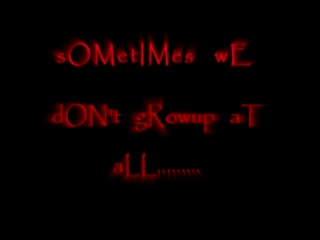 sOMetIMes wE
dON't gRowup aT
aLL.........